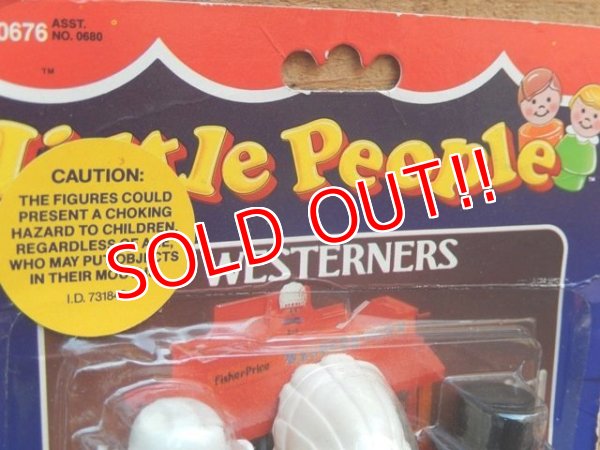 0676 ASST.
NO. 0680
TM
Little People
TM
CAUTION:
THE FIGURES COULD
PRESENT A CHOKING
HAZARD TO CHILDREN,
REGARDLESS OF AGE,
WHO MAY PUT OBJECTS
IN THEIR
I.D. 7318
WESTERNERS
fisher-price
SOLD OUT!!